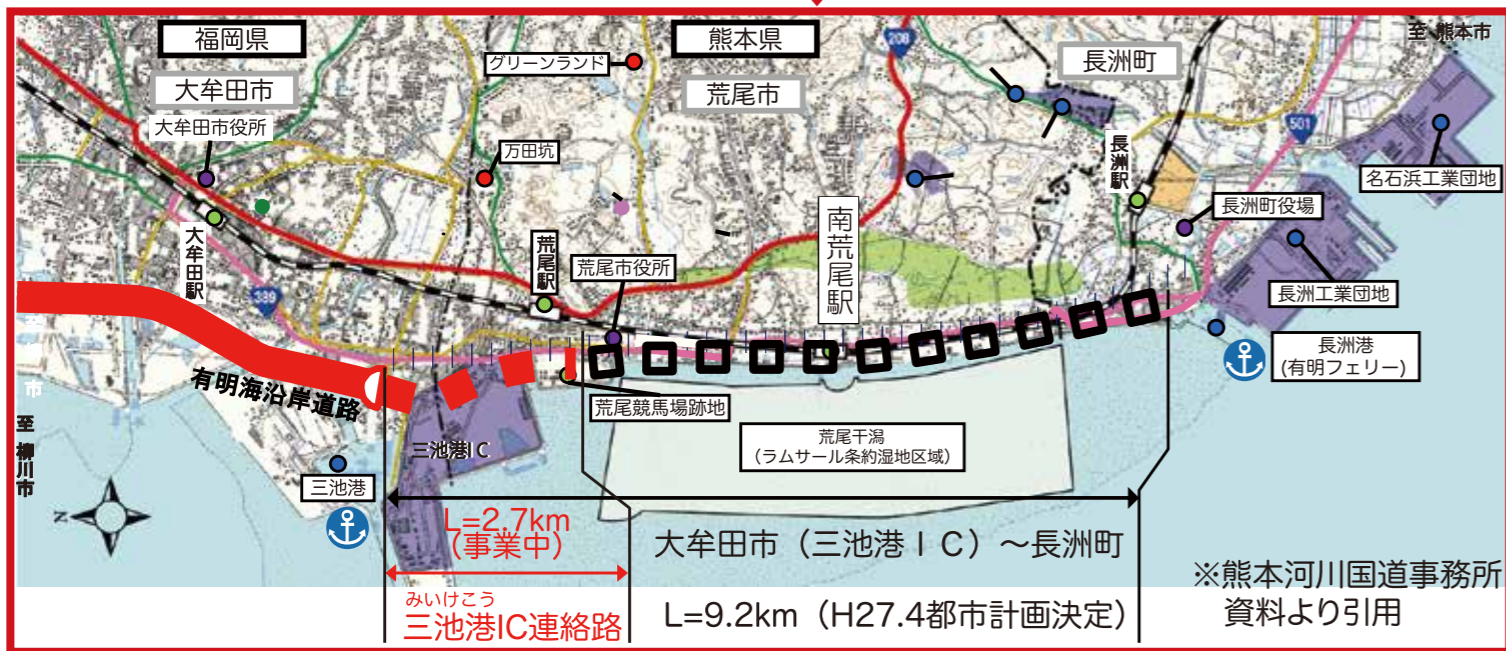 福岡県
熊本県
208
至 熊本市
グリーンランド
長洲町
大牟田市
荒尾市
大牟田市役所
501
万田坑
長洲駅
名石浜工業団地
長洲町役場
大牟田駅
南荒尾駅
荒尾駅
荒尾市役所
389
長洲工業団地
有明海沿岸道路
市
至 柳川市
荒尾競馬場跡地
長洲港
(有明フェリー)
荒尾干潟
(ラムサール条約湿地区域)
三池港IC
三池港
N
L=2.7km
(事業中)
大牟田市(三池港IC)~長洲町
みいけこう
三池港IC連絡路
L=9.2km(H27.4都市計画決定)
※熊本河川国道事務所
資料より引用